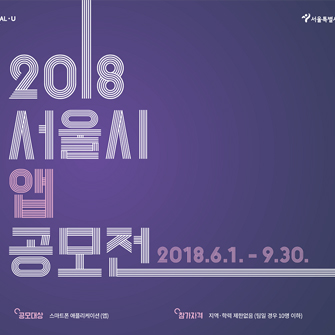 AL·U
서울특별시
2018
서울시
앱
공모전
2018.6.1. - 9.30.
공모대상 스마트폰 애플리케이션(앱)
참가자격 지역·학력 제한없음 (팀일 경우 10명 이하)